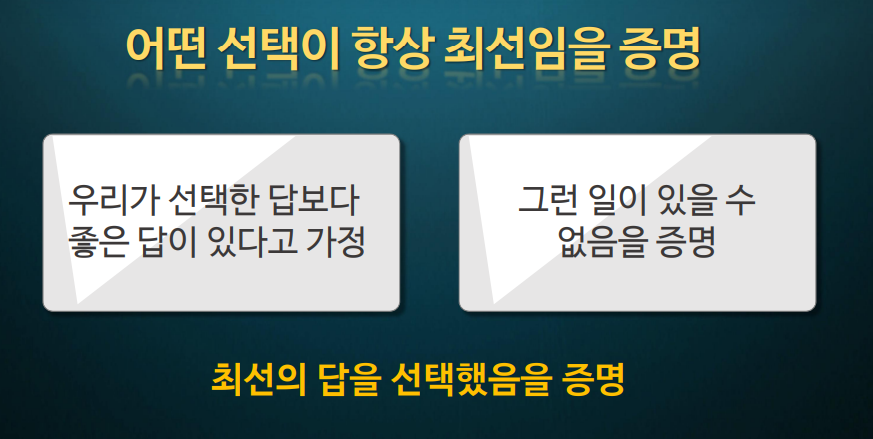 어떤 선택이 항상 최선임을 증명
우리가 선택한 답보다
좋은 답이 있다고 가정
그런 일이 있을 수
없음을 증명
최선의 답을 선택했음을 증명